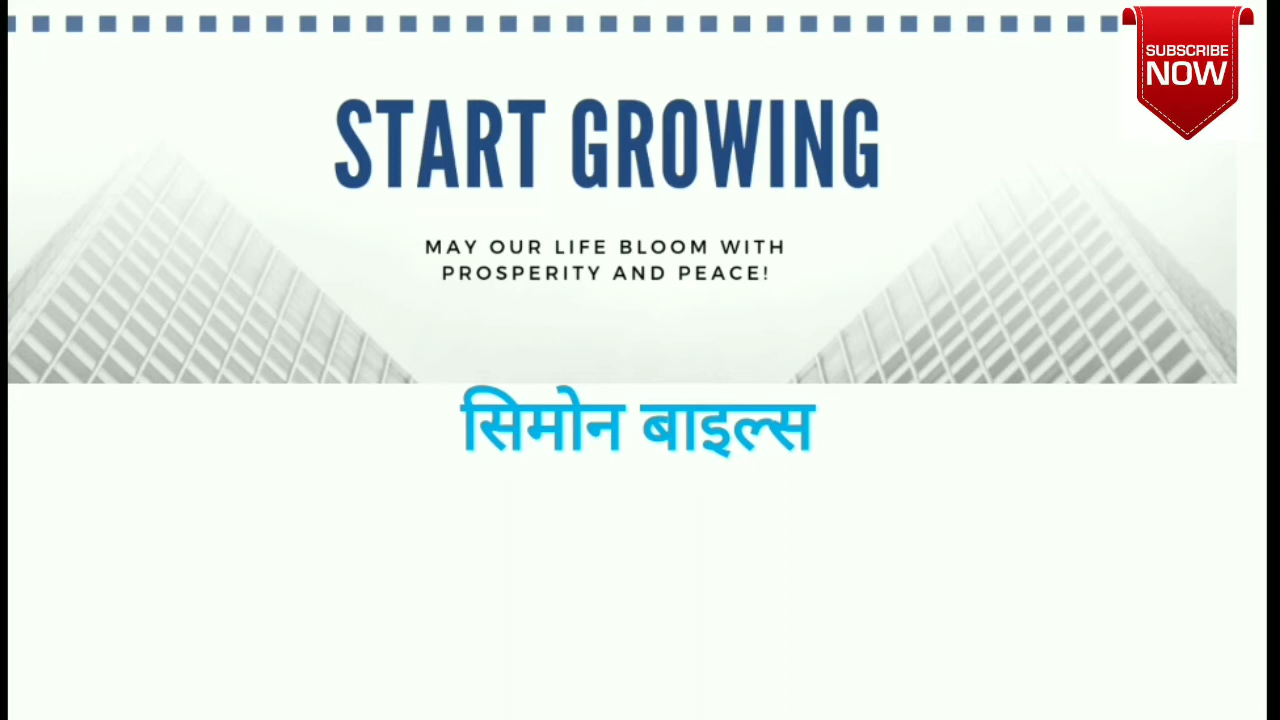 SUBSCRIBE
NOW
START GROWING
MAY OUR LIFE BLOOM WITH
PROSPERITY AND PEACE!
सिमोन बाइल्स